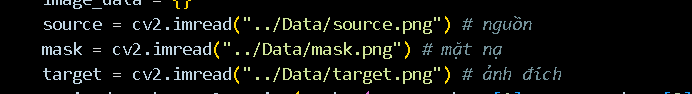 image_data = {}
source = cv2.imread("../Data/source.png") # nguồn
mask = cv2.imread("../Data/mask.png") # mặt nạ
target = cv2.imread("../Data/target.png") # ảnh đích